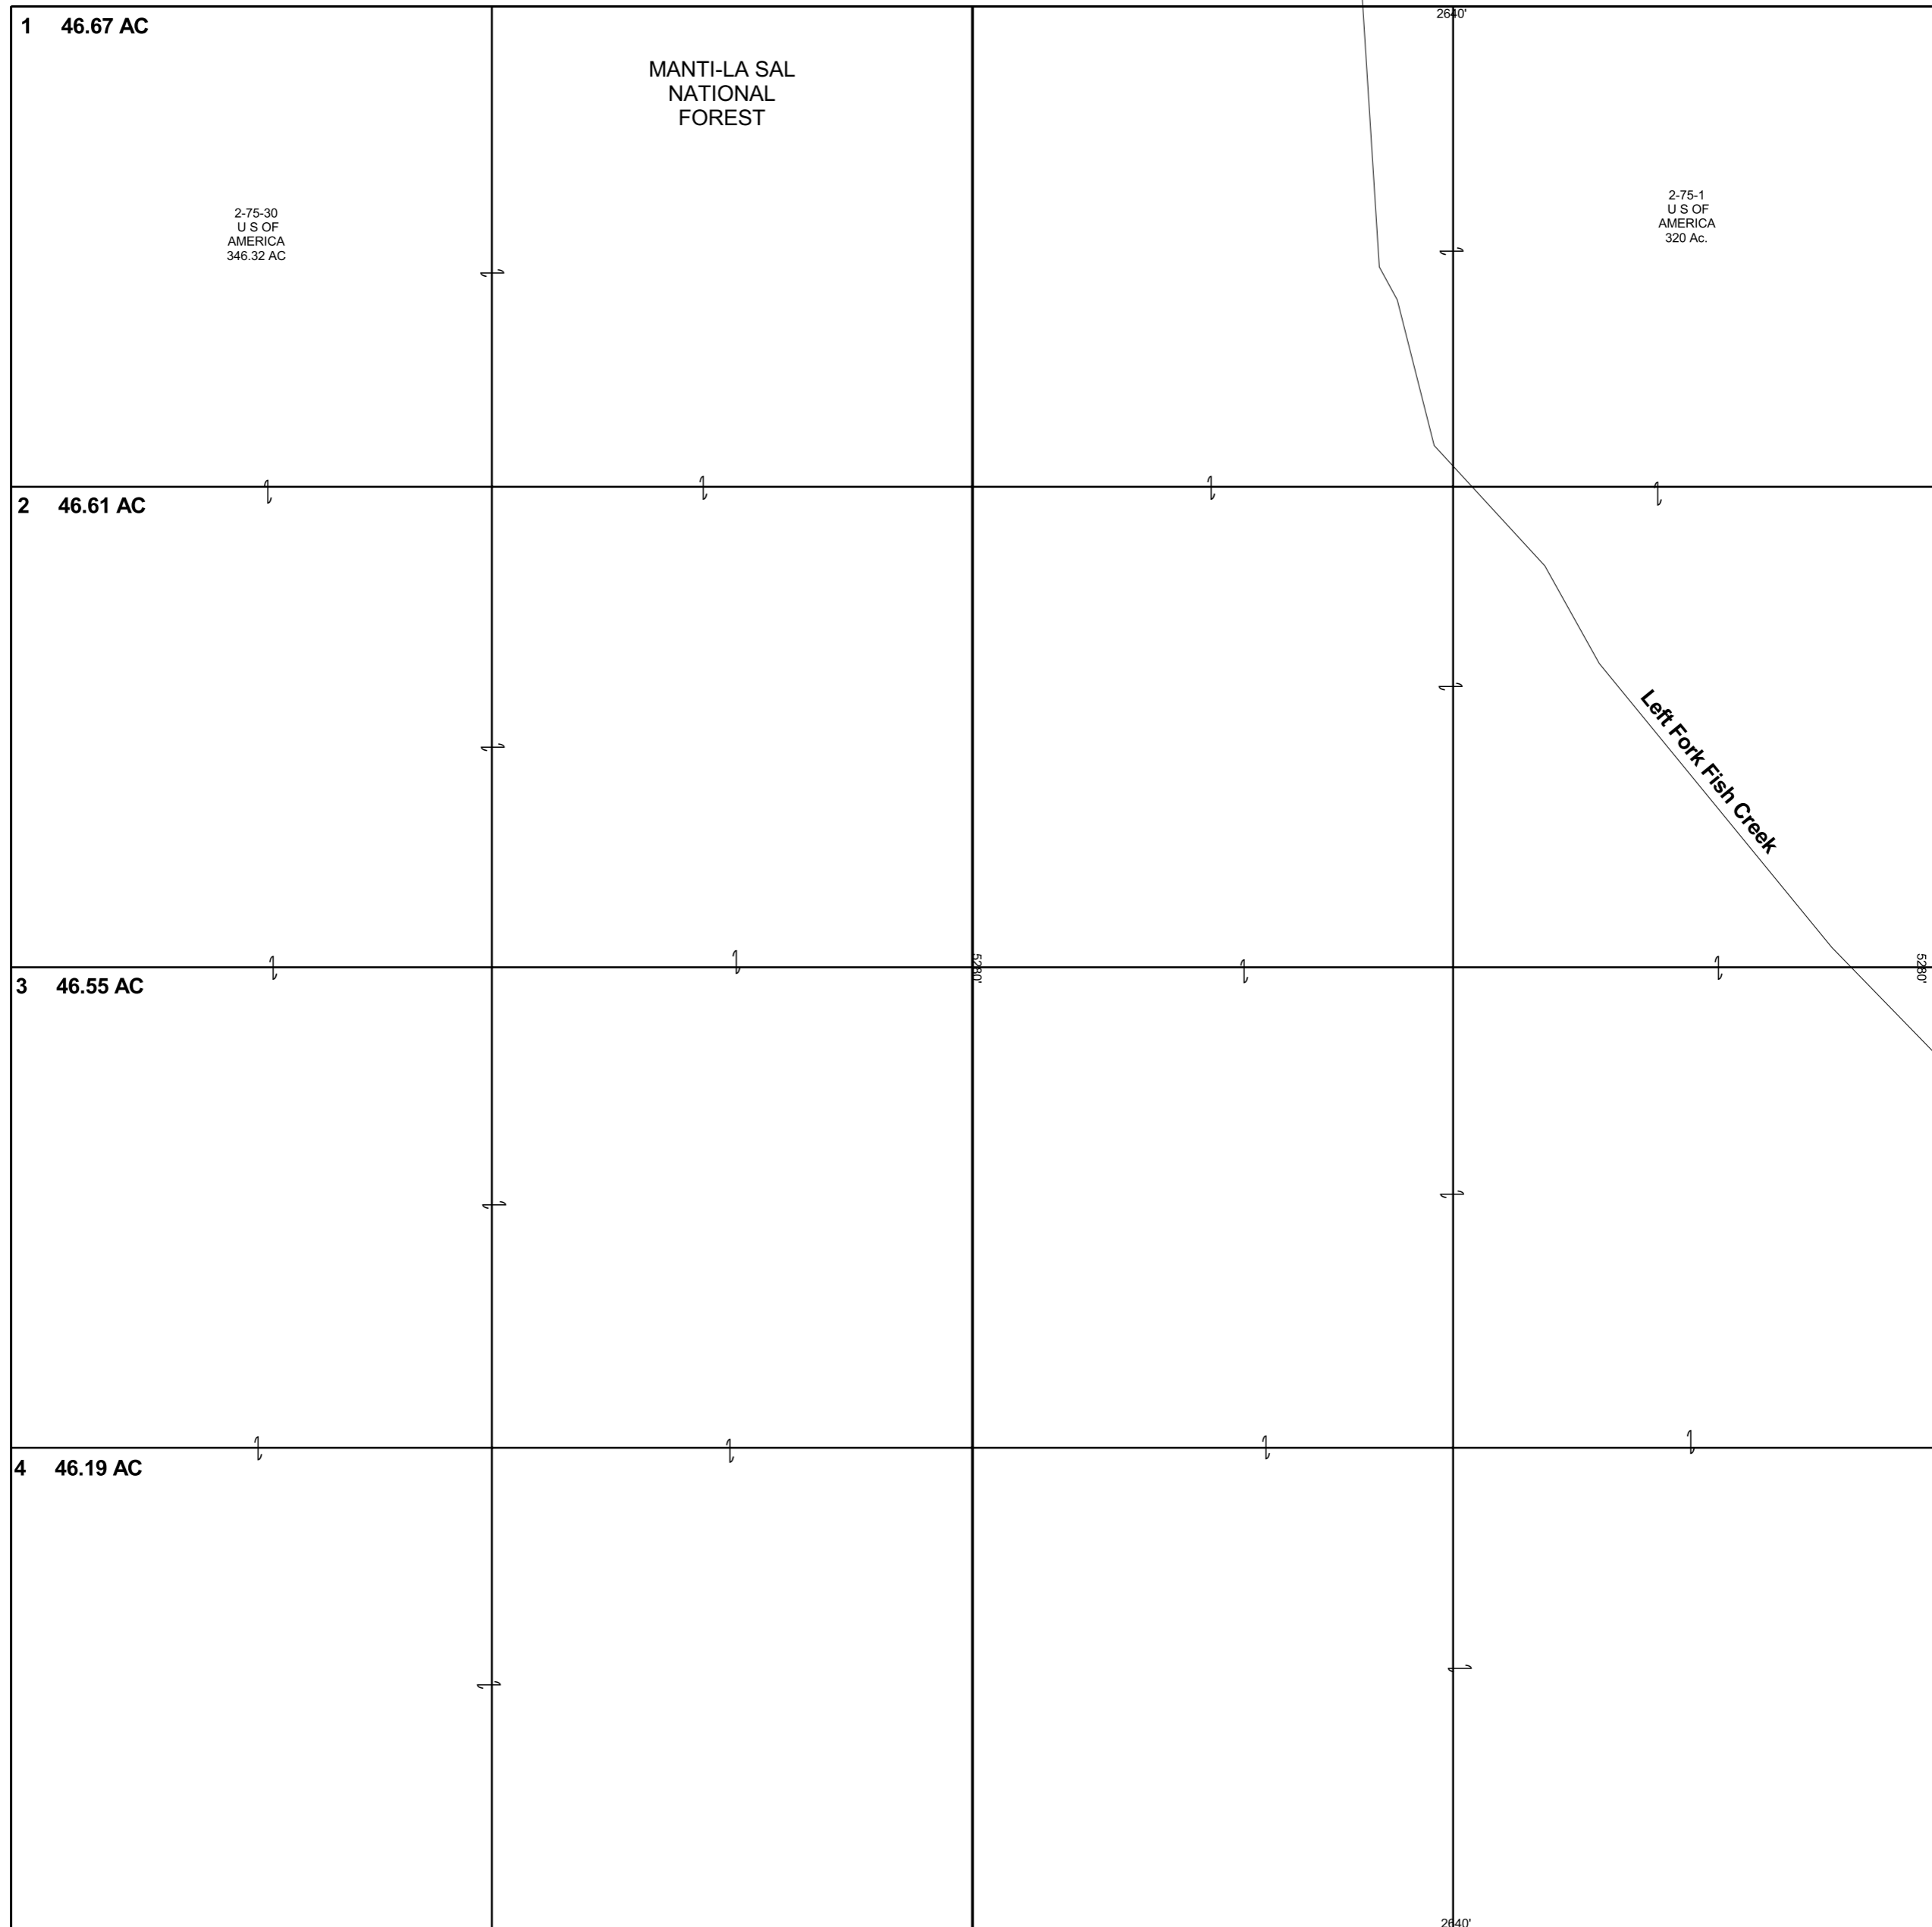 1 46.67 AC
2640'
MANTI-LA SAL
NATIONAL
FOREST
2-75-30
U S OF
AMERICA
346.32 AC
2-75-1
U S OF
AMERICA
320 Ac.
2 46.61 AC
Left Fork Fish Creek
5280'
5280'
3 46.55 AC
4 46.19 AC
2640'